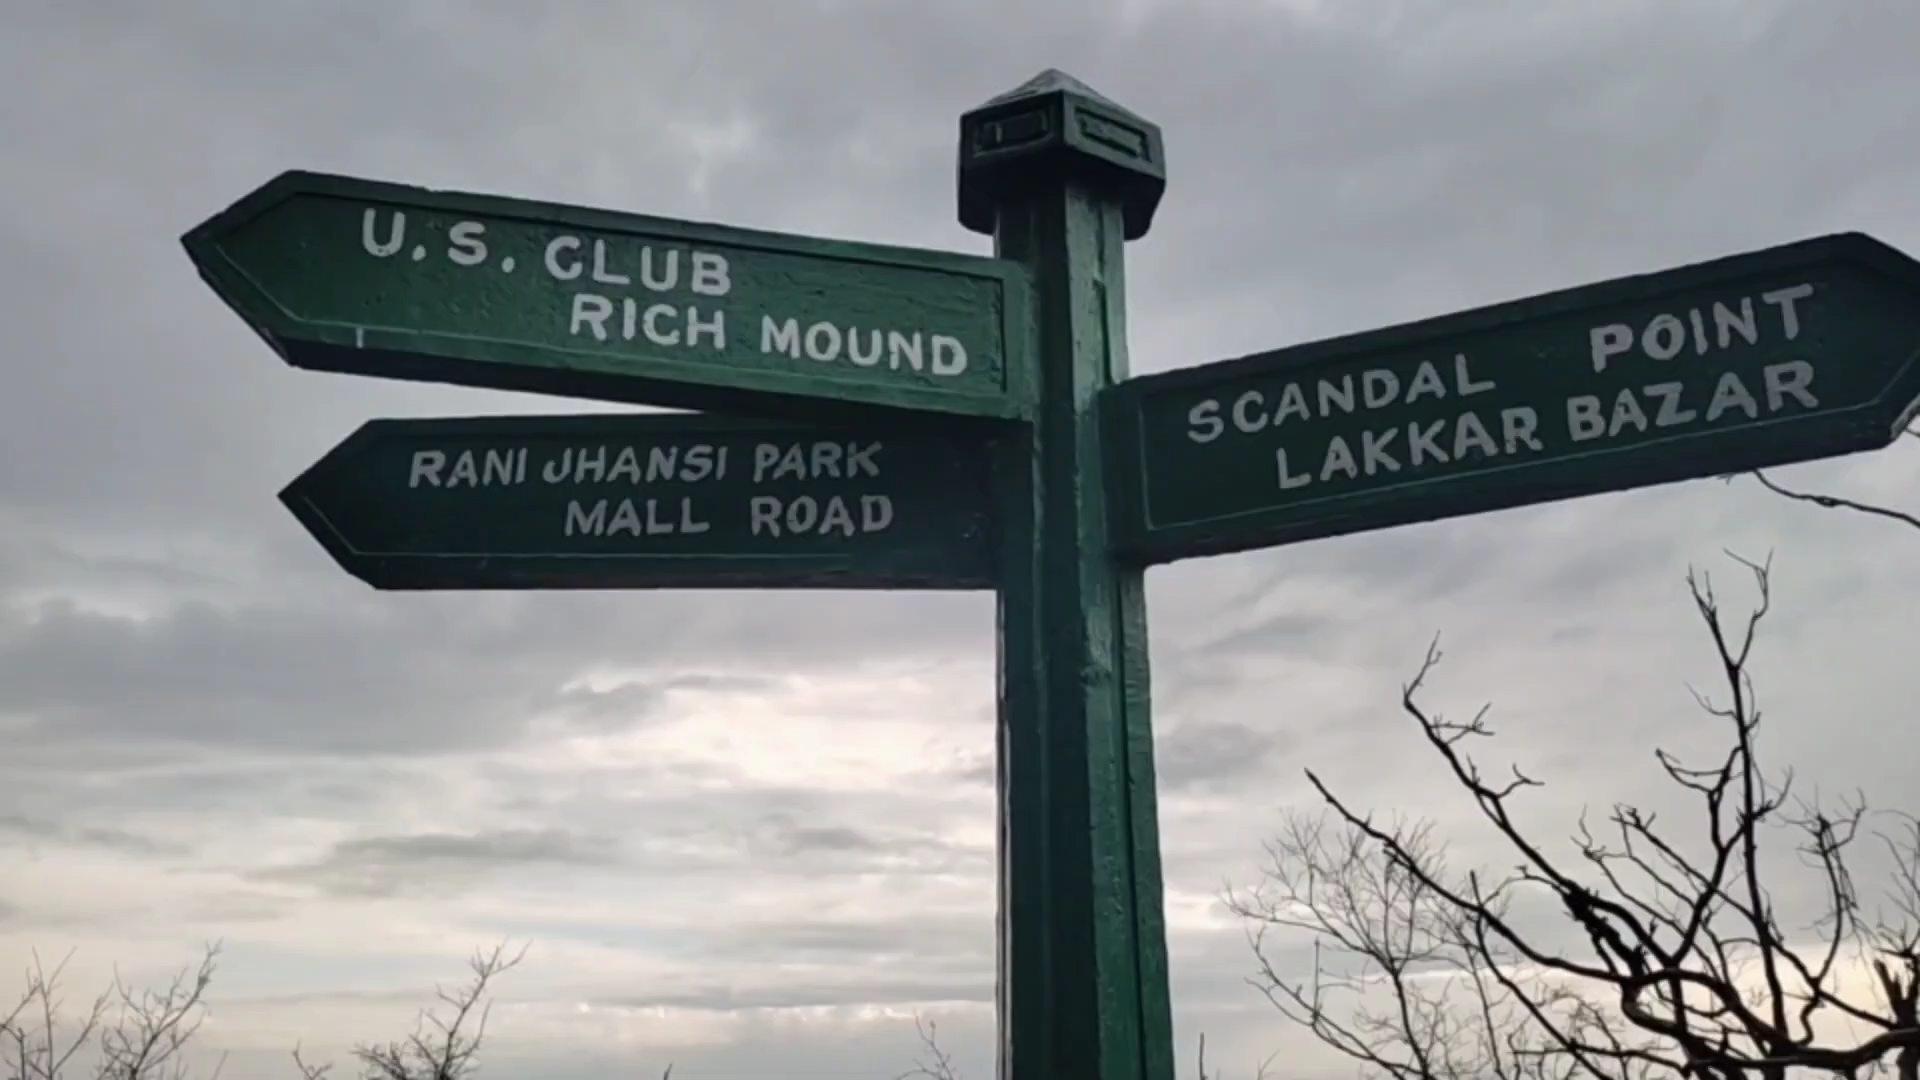 U.S. CLUB
RICH MOUND
RANI JHANSI PARK
MALL ROAD
SCANDAL POINT
LAKKAR BAZAR